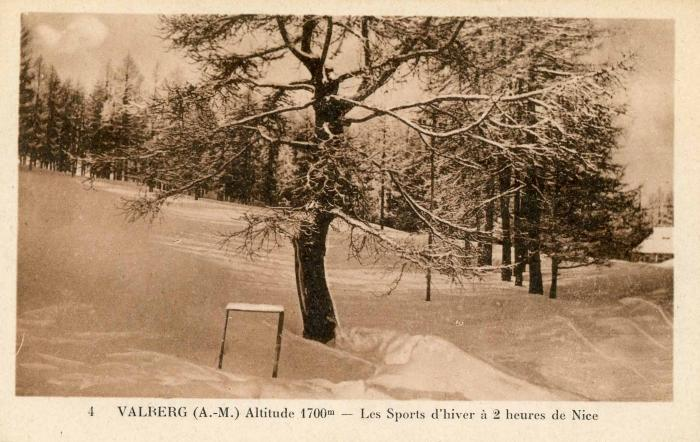 4 VALBERG (A.-M.) Altitude 1700m — Les Sports d'hiver à 2 heures de Nice